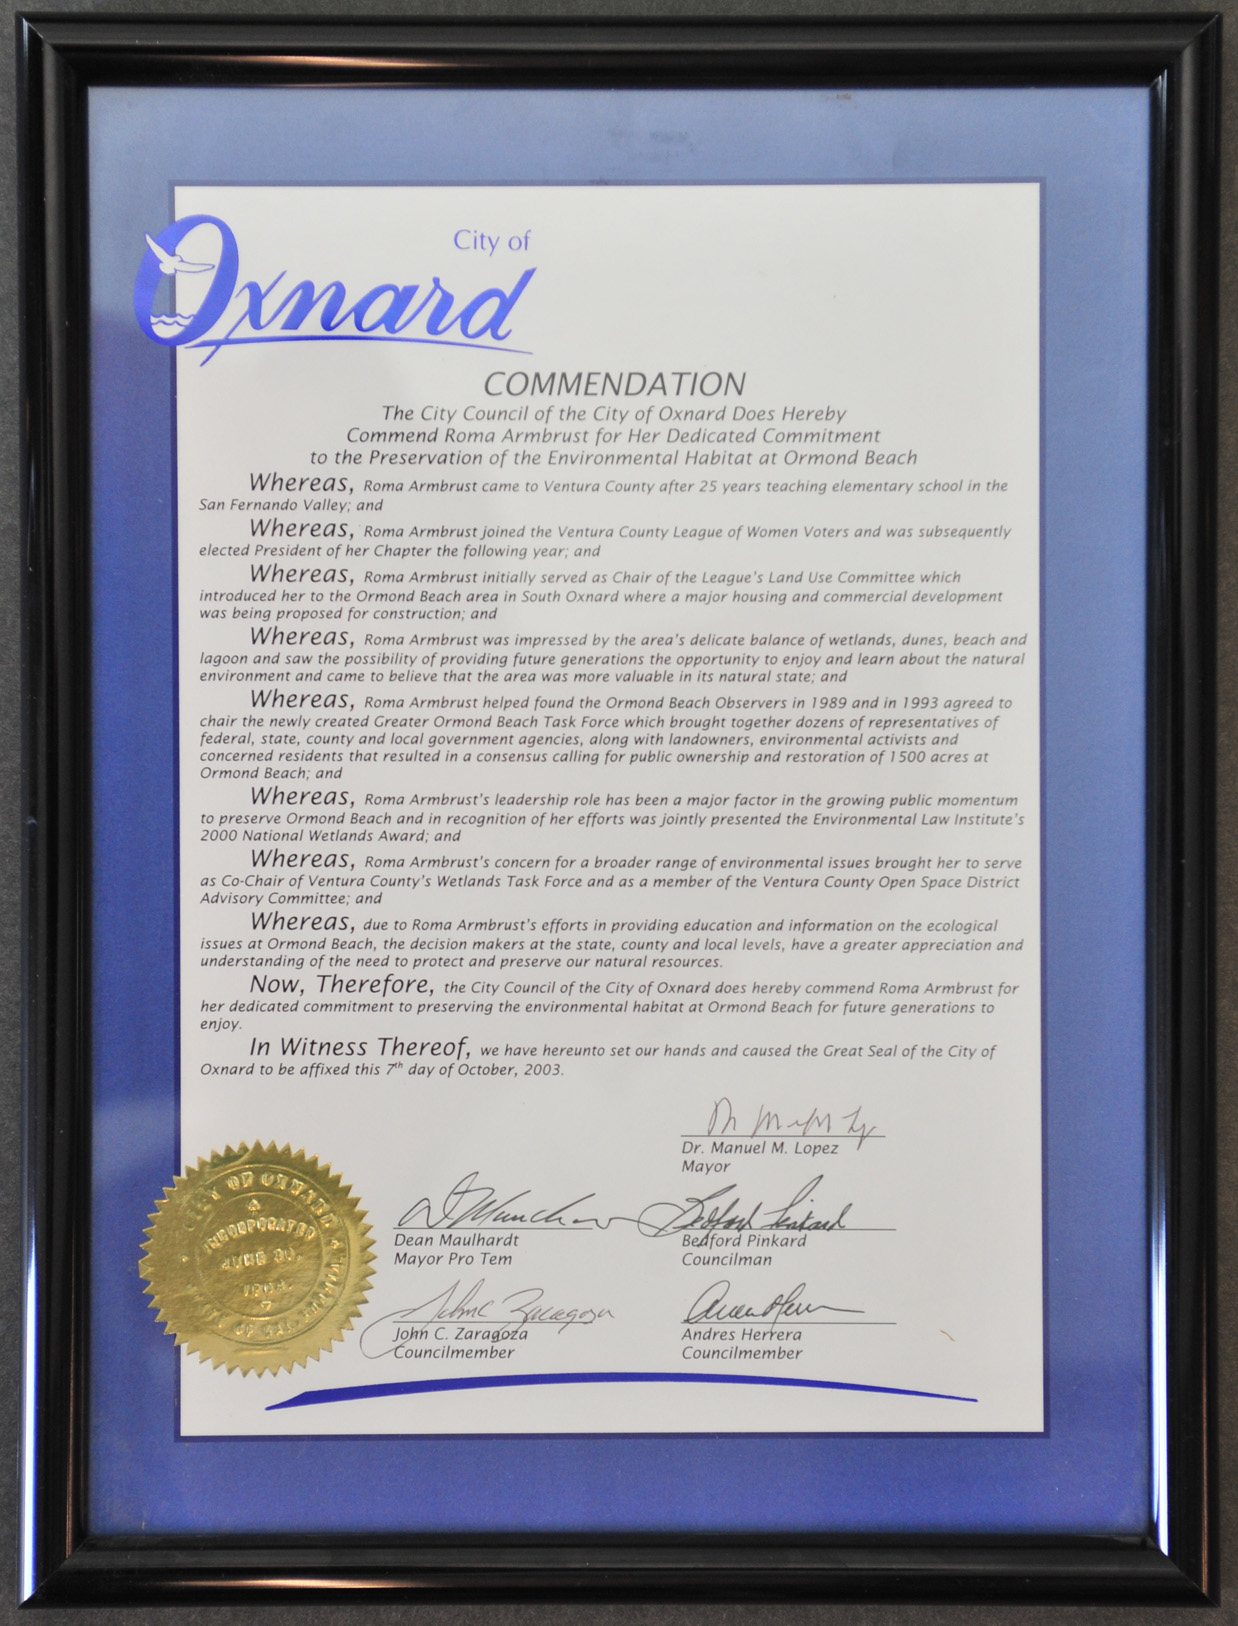 City of
Oxnard
COMMENDATION
The City Council of the City of Oxnard Does Hereby
Commend Roma Armbrust for Her Dedicated Commitment
to the Preservation of the Environmental Habitat at Ormond Beach
Whereas, Roma Armbrust came to Ventura County after 25 years teaching elementary school in the
San Fernando Valley; and
Whereas, Roma Armbrust joined the Ventura County League of Women Voters and was subsequently
elected President of her Chapter the following year; and
Whereas, Roma Armbrust initially served as Chair of the League's Land Use Committee which
introduced her to the Ormond Beach area in South Oxnard where a major housing and commercial development
was being proposed for construction; and
Whereas, Roma Armbrust was impressed by the area's delicate balance of wetlands, dunes, beach and
lagoon and saw the possibility of providing future generations the opportunity to enjoy and learn about the natural
environment and came to believe that the area was more valuable in its natural state; and
Whereas, Roma Armbrust helped found the Ormond Beach Observers in 1989 and in 1993 agreed to
chair the newly created Greater Ormond Beach Task Force which brought together dozens of representatives of
federal, state, county and local government agencies, along with landowners, environmental activists and
concerned residents that resulted in a consensus calling for public ownership and restoration of 1500 acres at
Ormond Beach; and
Whereas, Roma Armbrust's leadership role has been a major factor in the growing public momentum
to preserve Ormond Beach and in recognition of her efforts was jointly presented the Environmental Law Institute's
2000 National Wetlands Award; and
Whereas, Roma Armbrust's concern for a broader range of environmental issues brought her to serve
as Co-Chair of Ventura County's Wetlands Task Force and as a member of the Ventura County Open Space District
Advisory Committee; and
Whereas, due to Roma Armbrust's efforts in providing education and information on the ecological
issues at Ormond Beach, the decision makers at the state, county and local levels, have a greater appreciation and
understanding of the need to protect and preserve our natural resources.
Now, Therefore, the City Council of the City of Oxnard does hereby commend Roma Armbrust for
her dedicated commitment to preserving the environmental habitat at Ormond Beach for future generations to
enjoy.
In Witness Thereof, we have hereunto set our hands and caused the Great Seal of the City of
Oxnard to be affixed this 7th day of October, 2003.
Dr. Manuel M. Lopez
Mayor
Bedford Pinkard
Dean Maulhardt
Mayor Pro Tem
Bedford Pinkard
Councilman
John C Zaragoza
John C. Zaragoza
Councilmember
Andres Herrera
Councilmember
CITY OF OXNARD
INCORPORATED
JUNE 30,